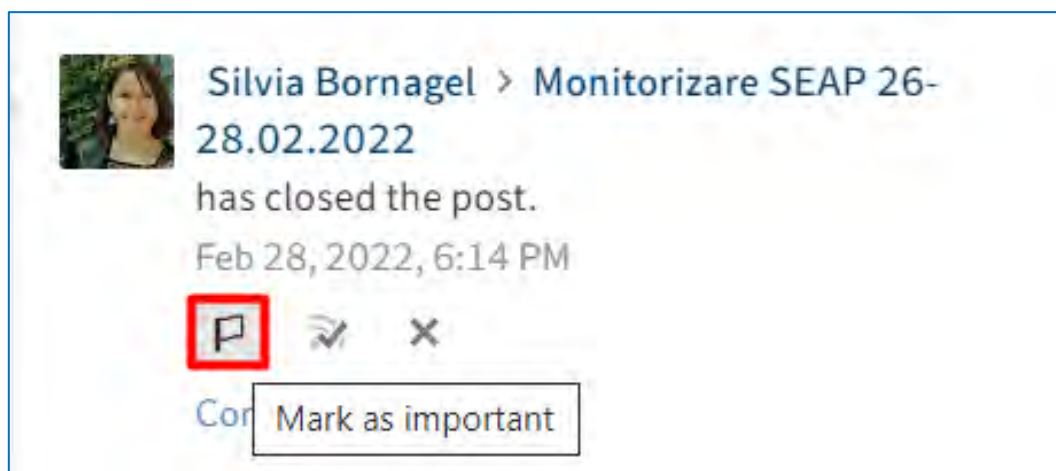 Silvia Bornagel > Monitorizare SEAP 26-
28.02.2022
has closed the post.
Feb 28, 2022, 6:14 PM
Mark as important